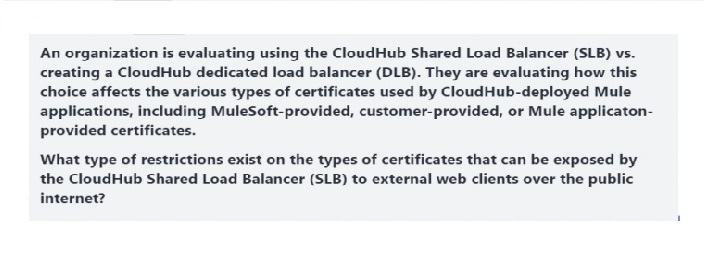 An organization is evaluating using the CloudHub Shared Load Balancer (SLB) vs.
creating a CloudHub dedicated load balancer (DLB). They are evaluating how this
choice affects the various types of certificates used by CloudHub-deployed Mule
applications, including MuleSoft-provided, customer-provided, or Mule applicaton-
provided certificates.
What type of restrictions exist on the types of certificates that can be exposed by
the CloudHub Shared Load Balancer (SLB) to external web clients over the public
internet?